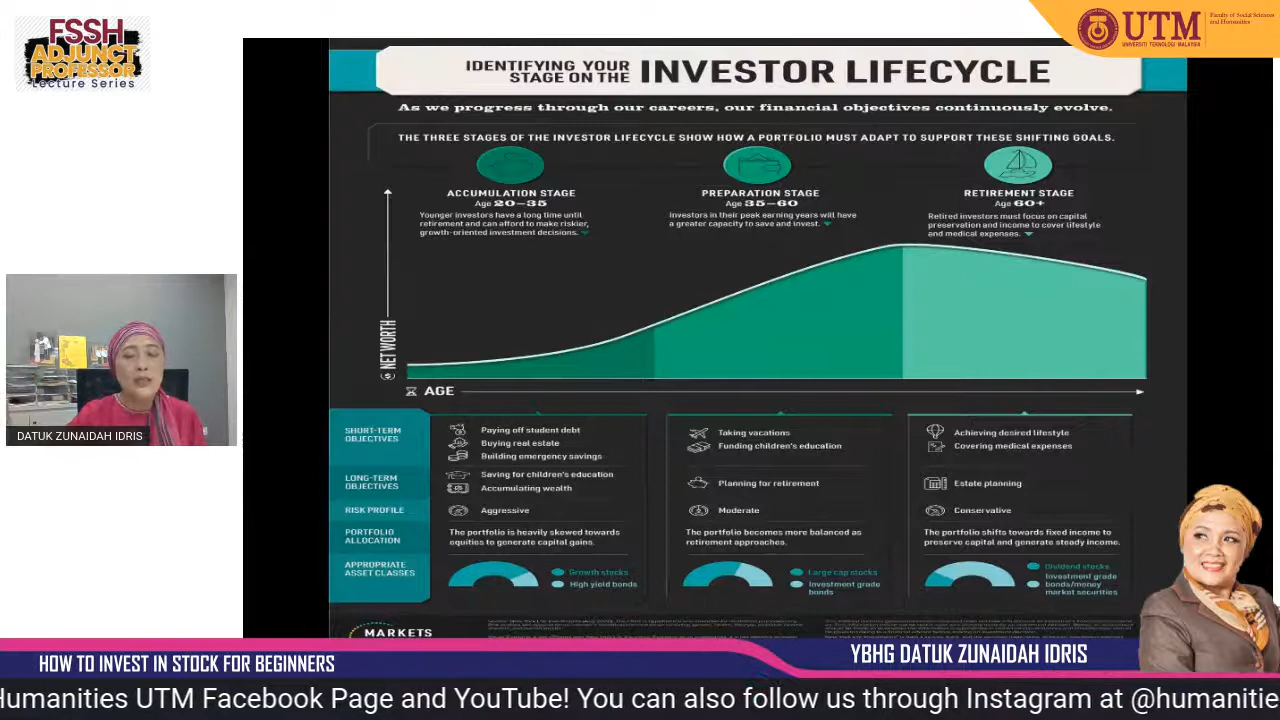 FSSH
ADJUNCT
PROFESSOR
Lecture Series
UTM
UNIVERSITI TEKNOLOGI MALAYSIA
Faculty of Social Sciences
and Humanities
IDENTIFYING YOUR
STAGE ON THE
INVESTOR LIFECYCLE
As we progress through our careers, our financial objectives continuously evolve.
THE THREE STAGES OF THE INVESTOR LIFECYCLE SHOW HOW A PORTFOLIO MUST ADAPT TO SUPPORT THESE SHIFTING GOALS.
ACCUMULATION STAGE
Age 20–35
Younger investors have a long time until
retirement and can afford to make riskier,
growth-oriented investment decisions.
PREPARATION STAGE
Age 35–60
Investors in their peak earning years will have
a greater capacity to save and invest.
RETIREMENT STAGE
Age 60+
Retired investors must focus on capital
preservation and income to cover lifestyle
and medical expenses.
NET WORTH
AGE
SHORT-TERM
OBJECTIVES
Paying off student debt
Buying real estate
Building emergency savings
Taking vacations
Funding children's education
Achieving desired lifestyle
Covering medical expenses
LONG-TERM
OBJECTIVES
Saving for children's education
Accumulating wealth
Planning for retirement
Estate planning
RISK PROFILE
Aggressive
Moderate
Conservative
PORTFOLIO
ALLOCATION
The portfolio is heavily skewed towards
equities to generate capital gains.
The portfolio becomes more balanced as
retirement approaches.
The portfolio shifts towards fixed income to
preserve capital and generate steady income.
APPROPRIATE
ASSET CLASSES
Growth stocks
High yield bonds
Large cap stocks
Investment grade
bonds
Dividend stocks
Investment grade
bonds/money
market securities
MARKETS
DATUK ZUNAIDAH IDRIS
HOW TO INVEST IN STOCK FOR BEGINNERS
YBHG DATUK ZUNAIDAH IDRIS
Humanities UTM Facebook Page and YouTube! You can also follow us through Instagram at @humanitie